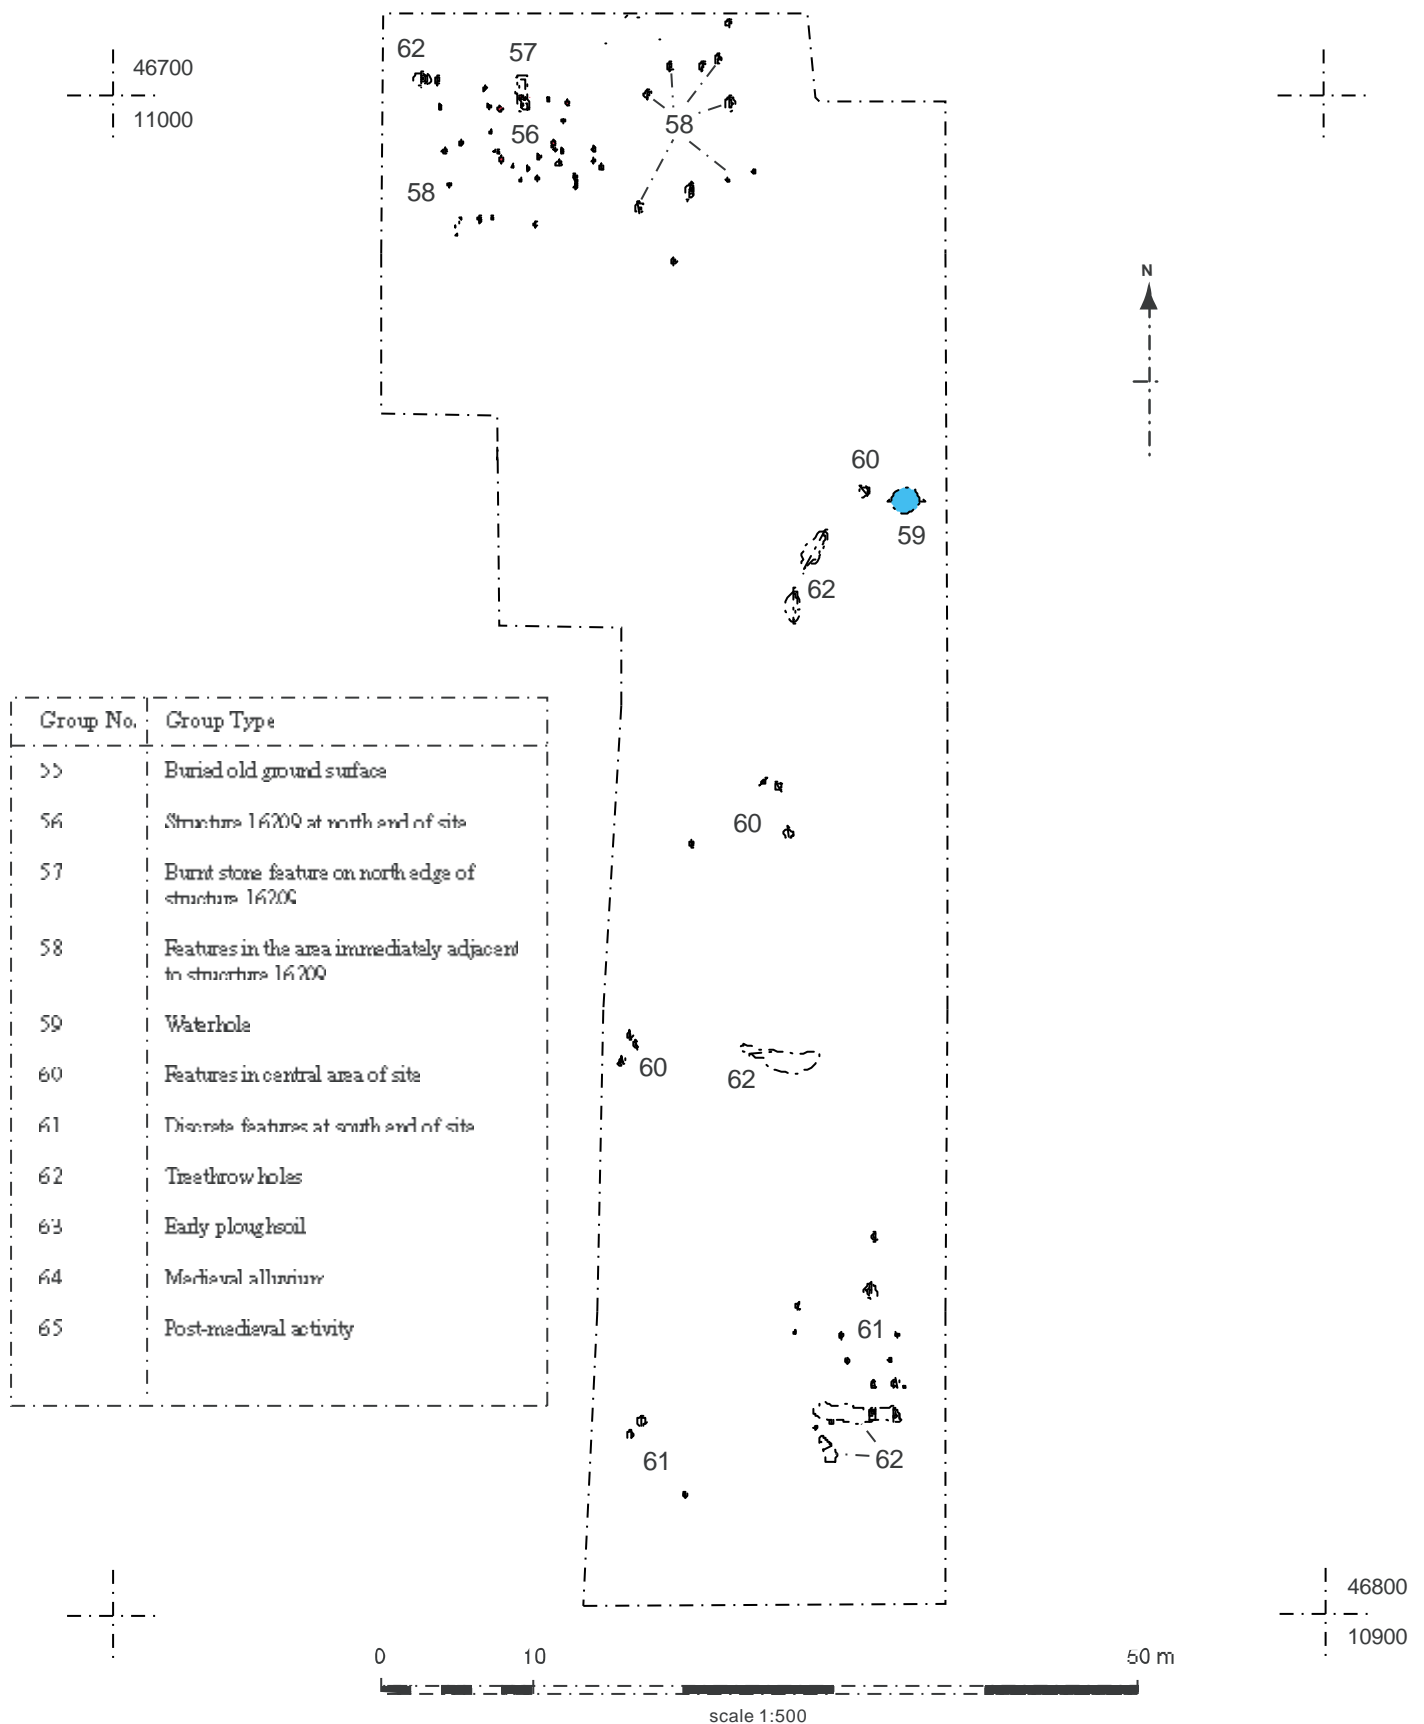 62
57
46700
11000
56
58
58
N
60
59
62
Group No. Group Type
55 Buried old ground surface
56 Structure 16209 at north end of site
57 Burnt stone feature on north edge of
structure 16209
58 Features in the area immediately adjacent
to strucrture 16209
59 Waterhole
60 Features in central area of site
61 Discrete features at south end of site
62 Treethrow holes
63 Early ploughsoil
64 Medieval alluvium
65 Post-medieval activity
60
60
62
61
62
61
46800
10900
0 10 50 m
scale 1:500